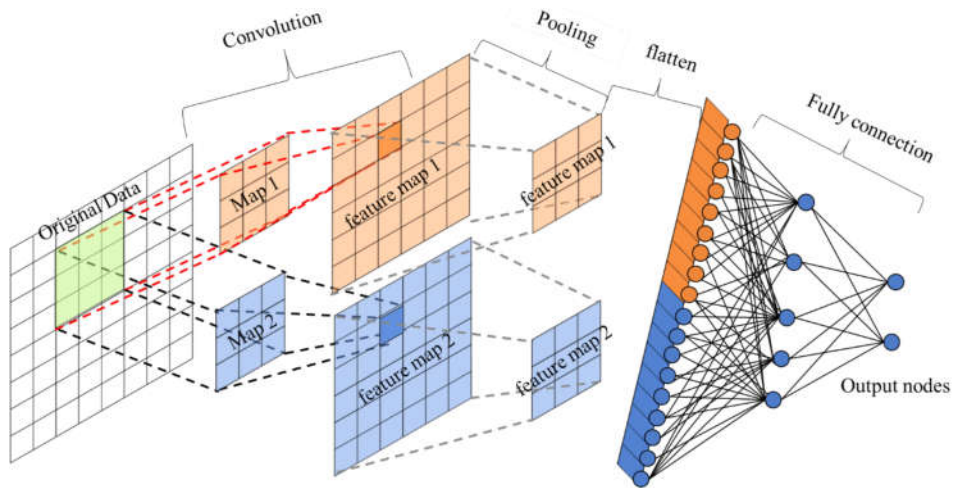 Convolution
Pooling
flatten
Fully connection
Original Data
Map 1
feature map 1
feature map 1
Map 2
feature map 2
feature map 2
Output nodes